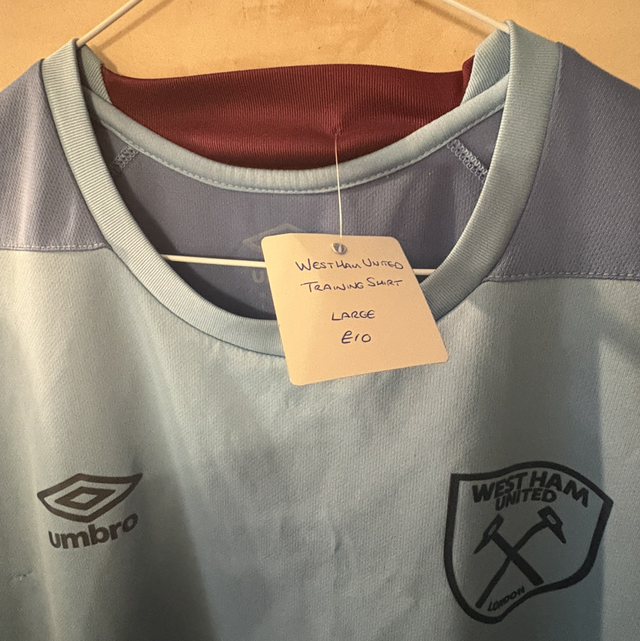 WEST HAM UNITED
TRAINING SHIRT
LARGE
£10
umbro
WEST HAM
UNITED
LONDON